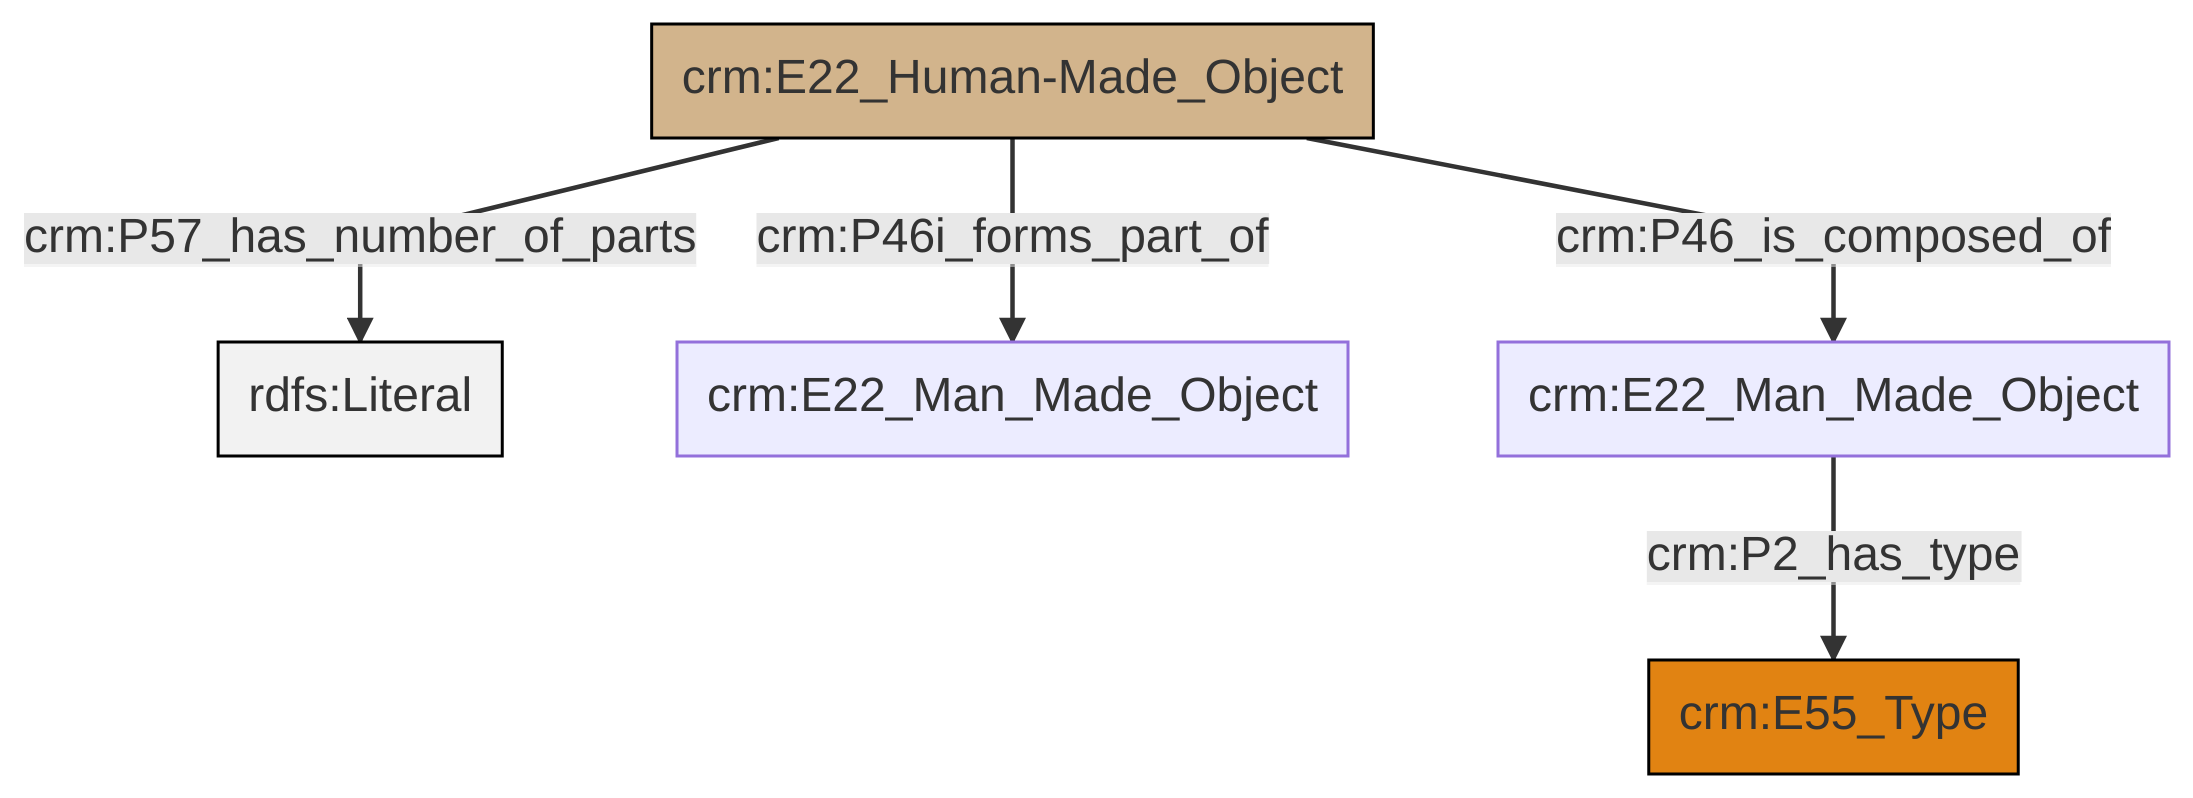 crm:E22_Human-Made_Object
crm:P57_has_number_of_parts
crm:P46i_forms_part_of
crm:P46_is_composed_of
rdfs:Literal
crm:E22_Man_Made_Object
crm:E22_Man_Made_Object
crm:P2_has_type
crm:E55_Type